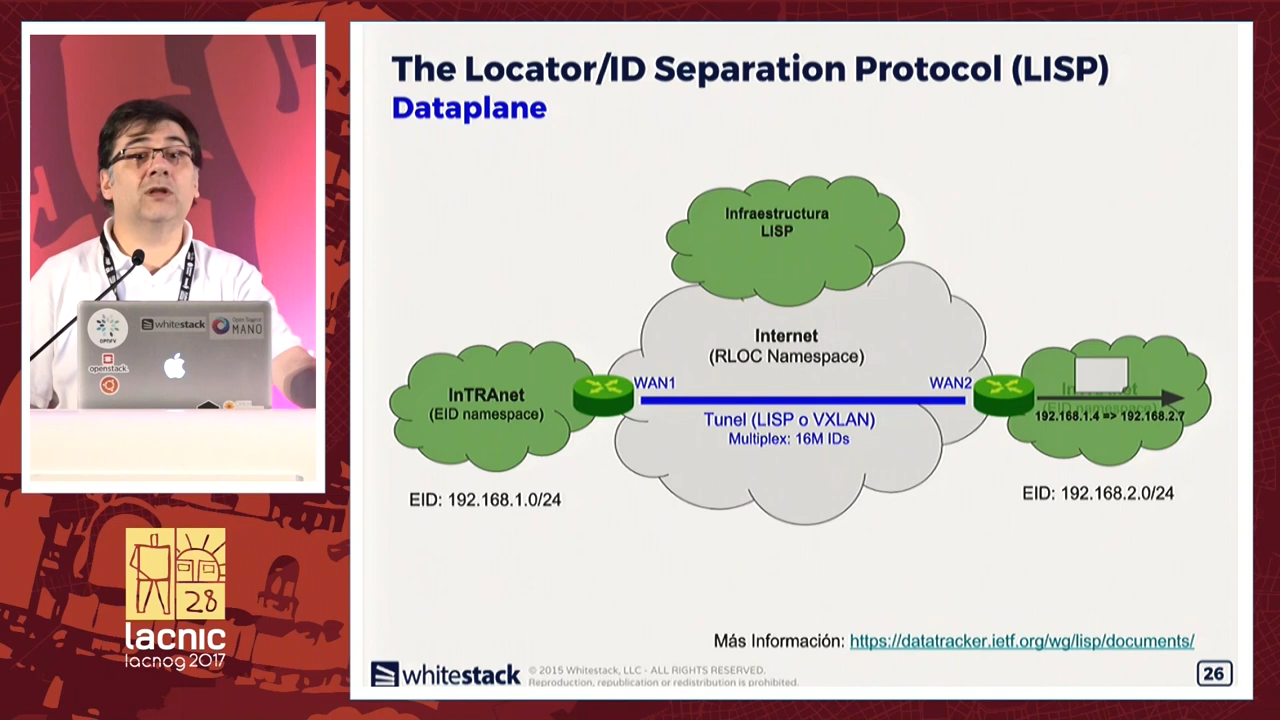 The Locator/ID Separation Protocol (LISP)
Dataplane
Infraestructura
LISP
Internet
(RLOC Namespace)
WAN1
WAN2
InTRAnet
(EID namespace)
Tunel (LISP o VXLAN)
Multiplex: 16M IDs
192.168.1.4 => 192.168.2.7
EID: 192.168.1.0/24
EID: 192.168.2.0/24
Más Información: https://datatracker.ietf.org/wg/lisp/documents/
whitestack
© 2015 Whitestack, LLC - ALL RIGHTS RESERVED.
Reproduction, republication or redistribution is prohibited.
26
OPNFV
whitestack
Open Source
MANO
openstack
28
lacnic
lacnog 2017